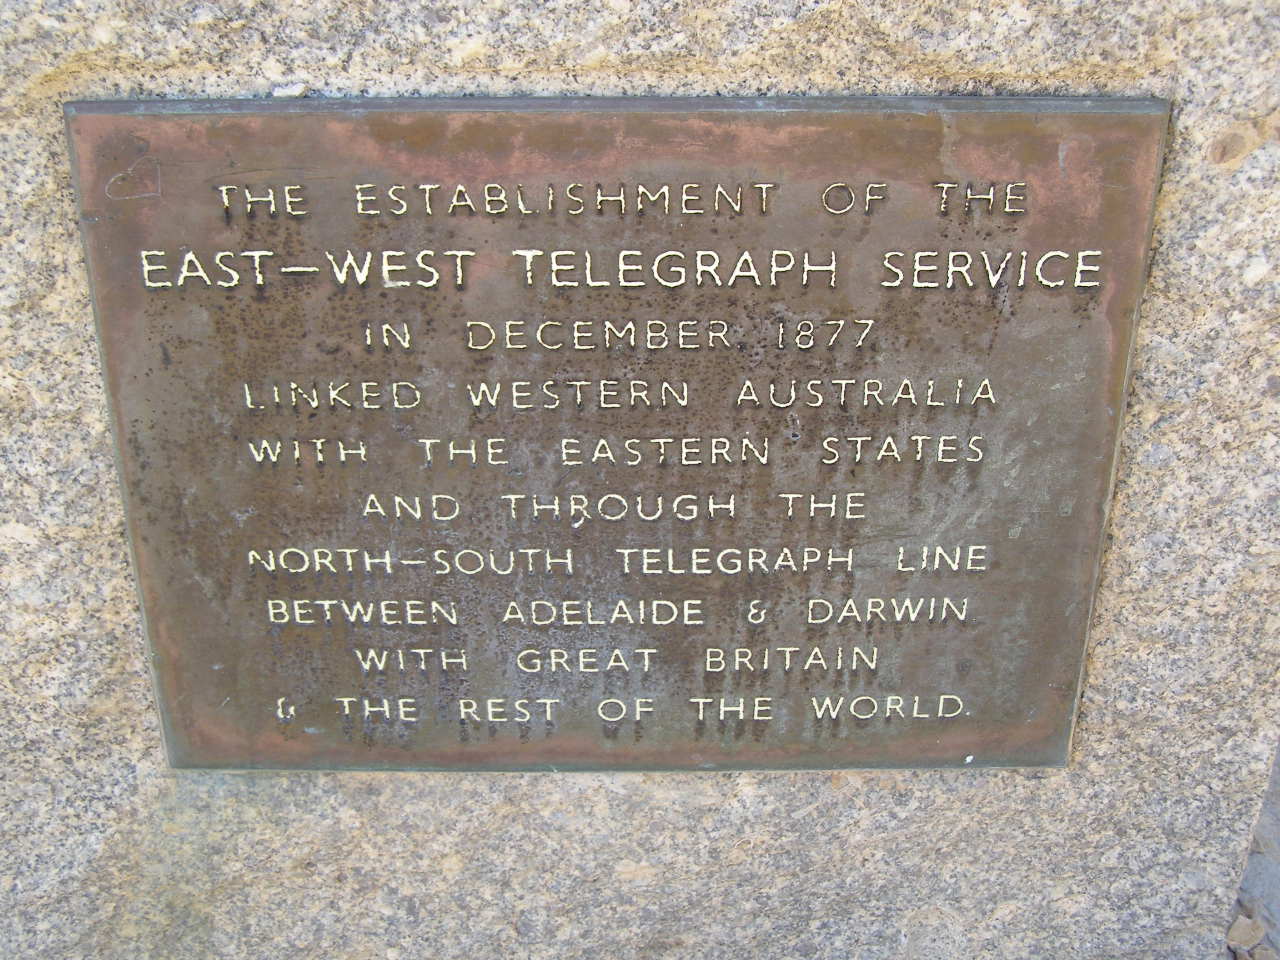 THE ESTABLISHMENT OF THE
EAST-WEST TELEGRAPH SERVICE
IN DECEMBER 1877
LINKED WESTERN AUSTRALIA
WITH THE EASTERN STATES
AND THROUGH THE
NORTH-SOUTH TELEGRAPH LINE
BETWEEN ADELAIDE & DARWIN
WITH GREAT BRITAIN
& THE REST OF THE WORLD.